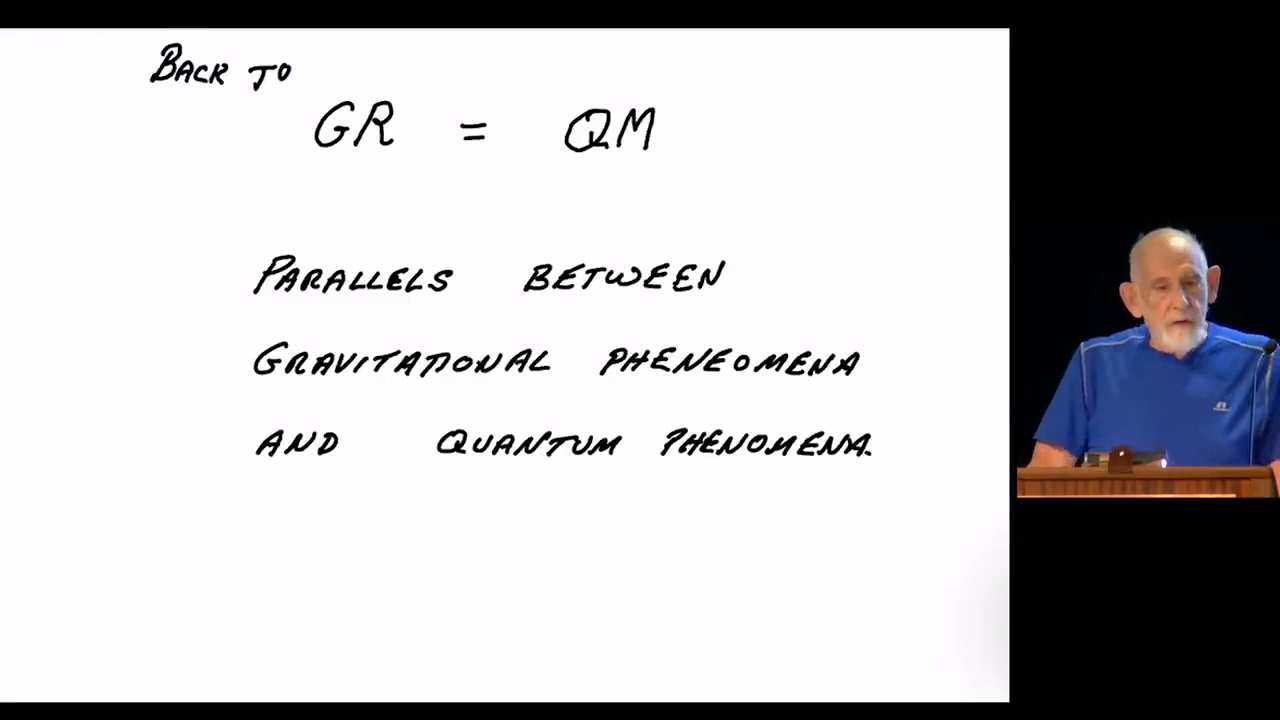 BACK TO
GR = QM
PARALLELS BETWEEN
GRAVITATIONAL PHENEOMENA
AND QUANTUM PHENOMENA.